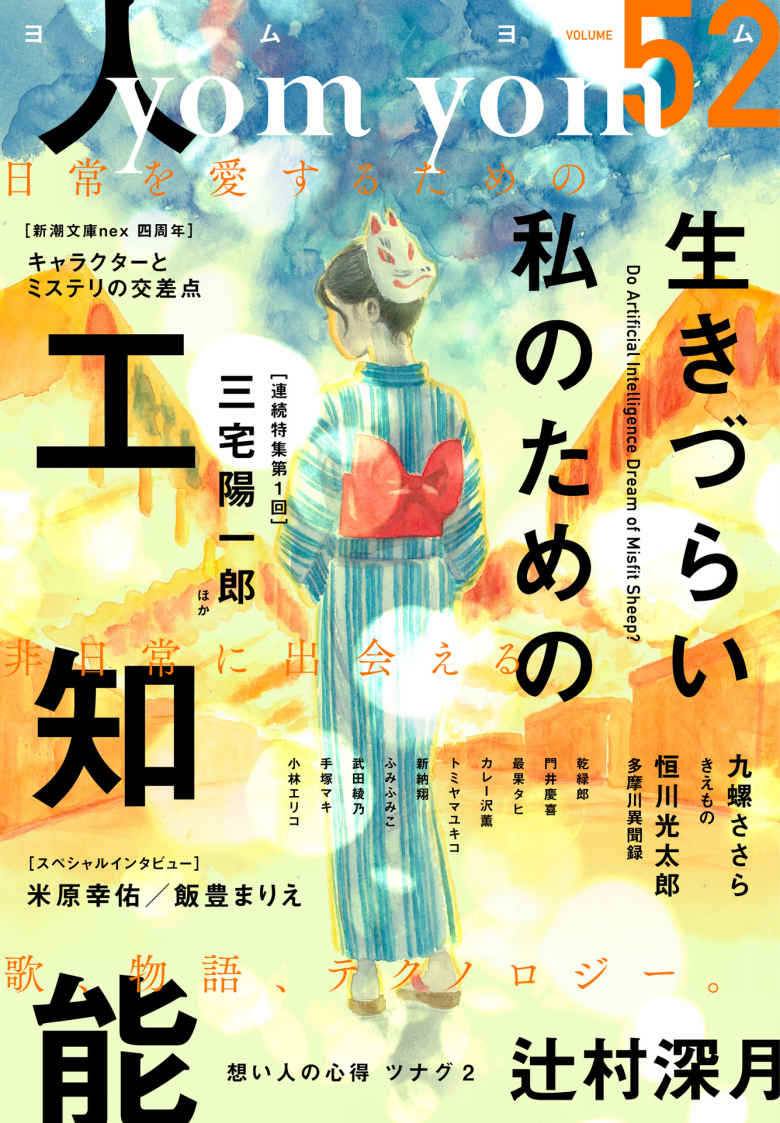 ヨムヨム
yom yom
VOLUME 52
日常を愛するための
生きづらい
私のための
人工知能
Do Artificial Intelligence Dream of Misfit Sheep?
[新潮文庫nex 四周年]
キャラクターと
ミステリの交差点
[連続特集第1回]
三宅陽一郎 ほか
非日常に出会える
九螺ささら
きえもの
恒川光太郎
多摩川異聞録
乾緑郎
門井慶喜
最果タヒ
カレー沢薫
トミヤマユキコ
新納翔
ふみふみこ
武田綾乃
手塚マキ
小林エリコ
[スペシャルインタビュー]
米原幸佑／飯豊まりえ
歌、物語、テクノロジー。
辻村深月
想い人の心得 ツナグ2